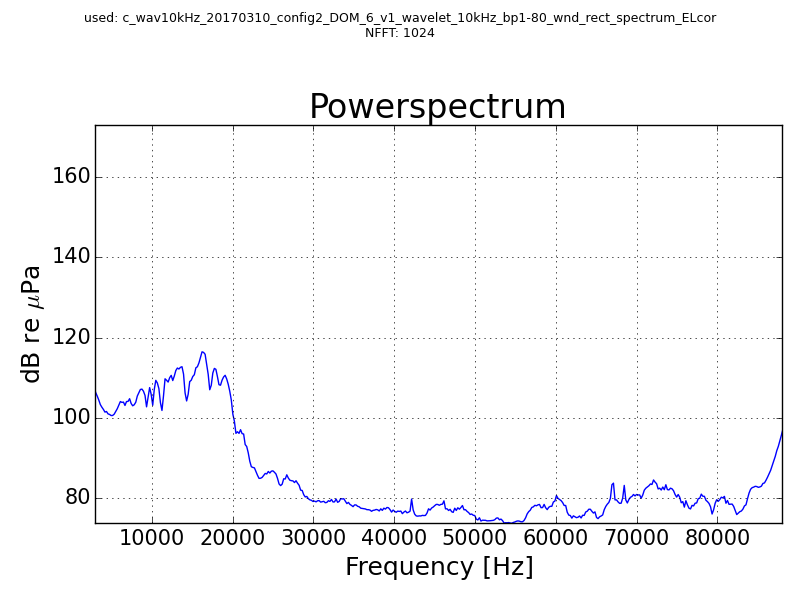 used: c_wav10kHz_20170310_config2_DOM_6_v1_wavelet_10kHz_bp1-80_wnd_rect_spectrum_ELcor
NFFT: 1024
Powerspectrum
dB re μPa
160
140
120
100
80
10000 20000 30000 40000 50000 60000 70000 80000
Frequency [Hz]